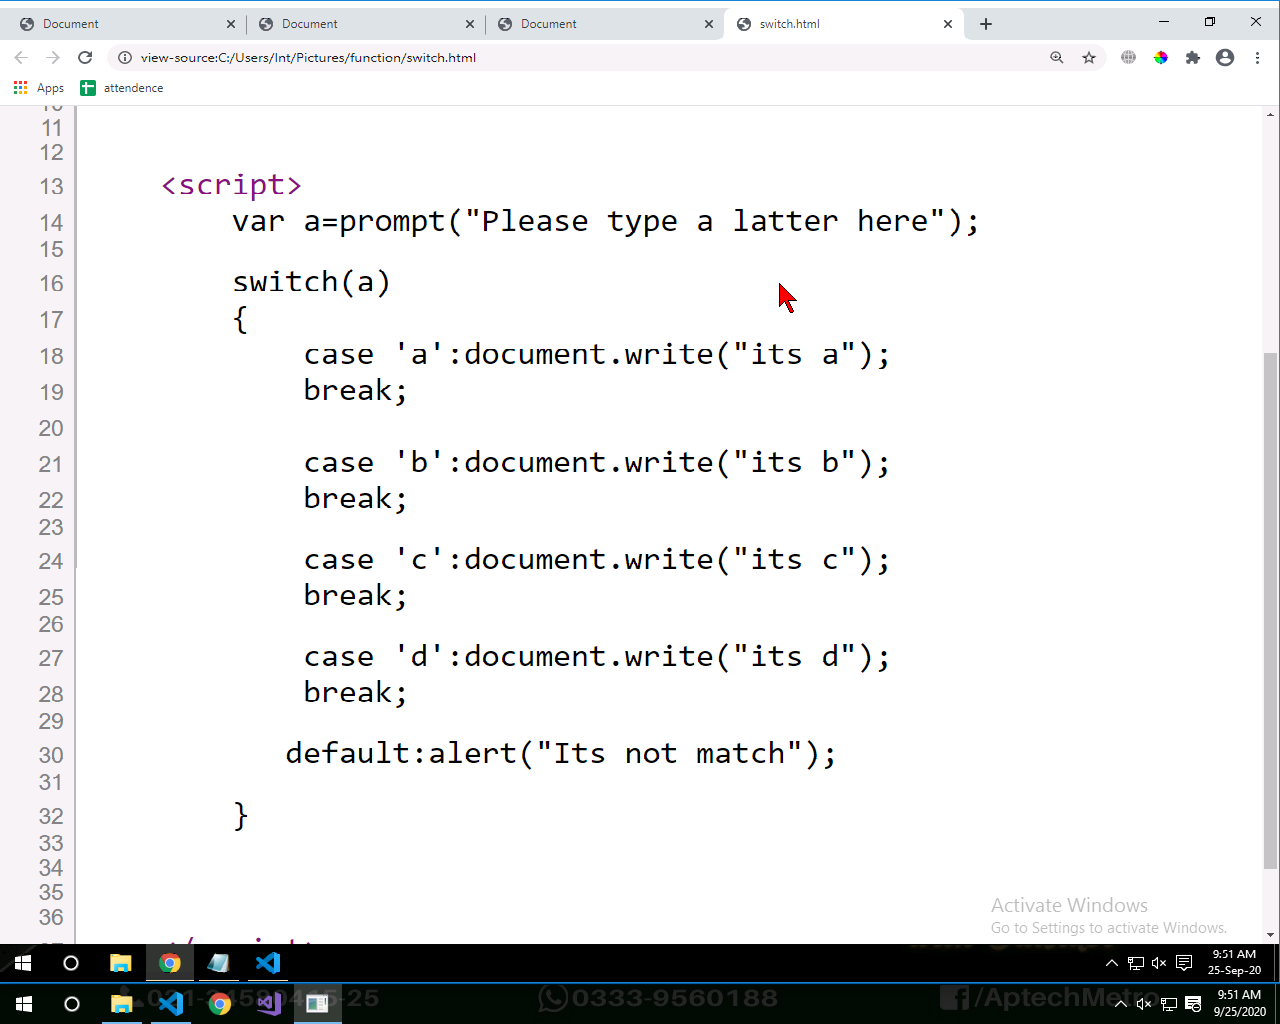 Document
Document
Document
switch.html
view-source:C:/Users/Int/Pictures/function/switch.html
Apps
attendence
11
12
13 <script>
14 var a=prompt("Please type a latter here");
15
16 switch(a)
17 {
18 case 'a':document.write("its a");
19 break;
20
21 case 'b':document.write("its b");
22 break;
23
24 case 'c':document.write("its c");
25 break;
26
27 case 'd':document.write("its d");
28 break;
29
30 default:alert("Its not match");
31
32 }
33
34
35
36
Activate Windows
Go to Settings to activate Windows.
9:51 AM
25-Sep-20
0333-9560188
/AptechMetro
9:51 AM
9/25/2020